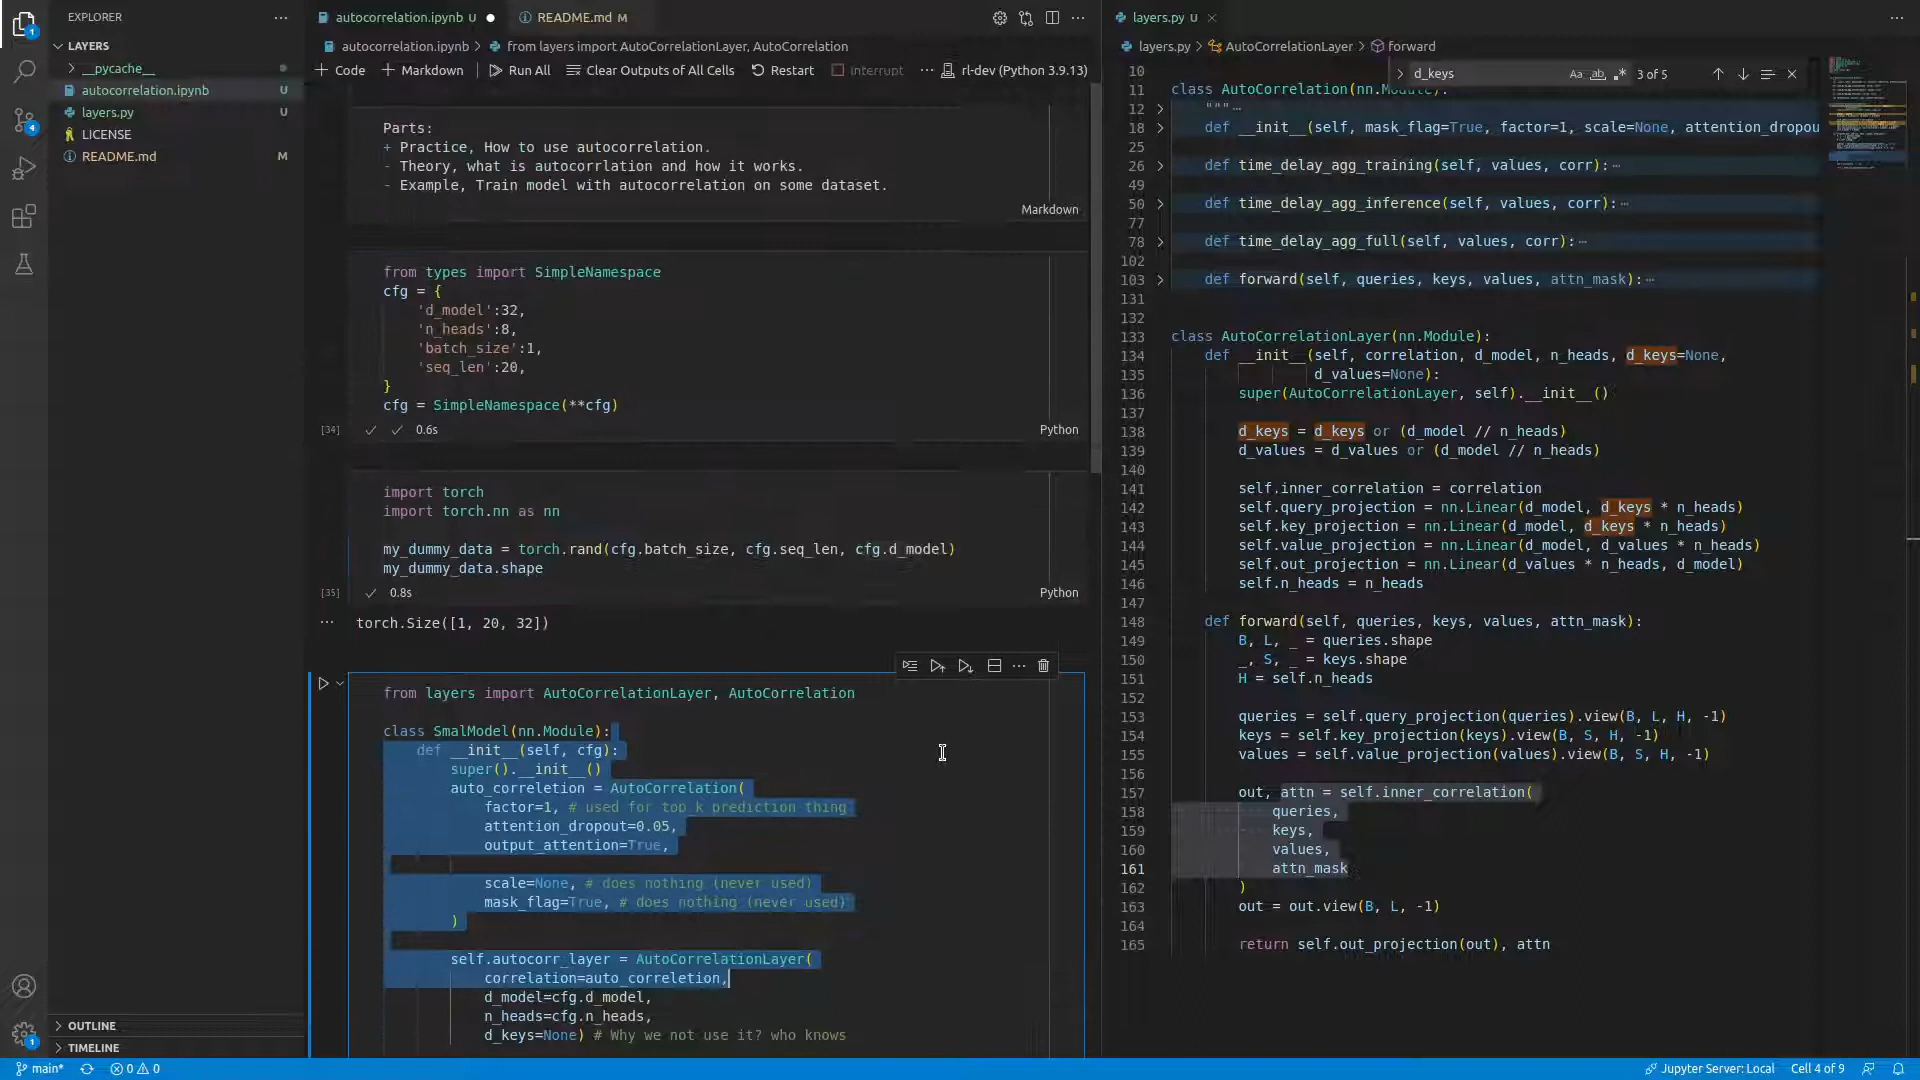 EXPLORER
LAYERS
__pycache__
autocorrelation.ipynb U
layers.py U
LICENSE
README.md M
OUTLINE
TIMELINE
autocorrelation.ipynb U
README.md M
autocorrelation.ipynb > from layers import AutoCorrelationLayer, AutoCorrelation
+ Code + Markdown Run All Clear Outputs of All Cells Restart Interrupt ... rl-dev (Python 3.9.13)
Parts:
+ Practice, How to use autocorrelation.
- Theory, what is autocorrlation and how it works.
- Example, Train model with autocorrelation on some dataset.
Markdown
from types import SimpleNamespace
cfg = {
'd_model':32,
'n_heads':8,
'batch_size':1,
'seq_len':20,
}
cfg = SimpleNamespace(**cfg)
[34] 0.6s Python
import torch
import torch.nn as nn
my_dummy_data = torch.rand(cfg.batch_size, cfg.seq_len, cfg.d_model)
my_dummy_data.shape
[35] 0.8s Python
torch.Size([1, 20, 32])
from layers import AutoCorrelationLayer, AutoCorrelation
class SmalModel(nn.Module):
def __init__(self, cfg):
super().__init__()
auto_correletion = AutoCorrelation(
factor=1, # used for top_k prediction thing
attention_dropout=0.05,
output_attention=True,
scale=None, # does nothing (never used)
mask_flag=True, # does nothing (never used)
)
self.autocorr_layer = AutoCorrelationLayer(
correlation=auto_correletion,
d_model=cfg.d_model,
n_heads=cfg.n_heads,
d_keys=None) # Why we not use it? who knows
layers.py U
layers.py > AutoCorrelationLayer > forward
d_keys Aa ab 3 of 5
10
11 class AutoCorrelation(nn.Module):
12 """...
18 def __init__(self, mask_flag=True, factor=1, scale=None, attention_dropou
25
26 def time_delay_agg_training(self, values, corr):...
49
50 def time_delay_agg_inference(self, values, corr):...
77
78 def time_delay_agg_full(self, values, corr):...
102
103 def forward(self, queries, keys, values, attn_mask):...
131
132
133 class AutoCorrelationLayer(nn.Module):
134 def __init__(self, correlation, d_model, n_heads, d_keys=None,
135 d_values=None):
136 super(AutoCorrelationLayer, self).__init__()
137
138 d_keys = d_keys or (d_model // n_heads)
139 d_values = d_values or (d_model // n_heads)
140
141 self.inner_correlation = correlation
142 self.query_projection = nn.Linear(d_model, d_keys * n_heads)
143 self.key_projection = nn.Linear(d_model, d_keys * n_heads)
144 self.value_projection = nn.Linear(d_model, d_values * n_heads)
145 self.out_projection = nn.Linear(d_values * n_heads, d_model)
146 self.n_heads = n_heads
147
148 def forward(self, queries, keys, values, attn_mask):
149 B, L, _ = queries.shape
150 _, S, _ = keys.shape
151 H = self.n_heads
152
153 queries = self.query_projection(queries).view(B, L, H, -1)
154 keys = self.key_projection(keys).view(B, S, H, -1)
155 values = self.value_projection(values).view(B, S, H, -1)
156
157 out, attn = self.inner_correlation(
158 queries,
159 keys,
160 values,
161 attn_mask
162 )
163 out = out.view(B, L, -1)
164
165 return self.out_projection(out), attn
main* 0 0
Jupyter Server: Local Cell 4 of 9